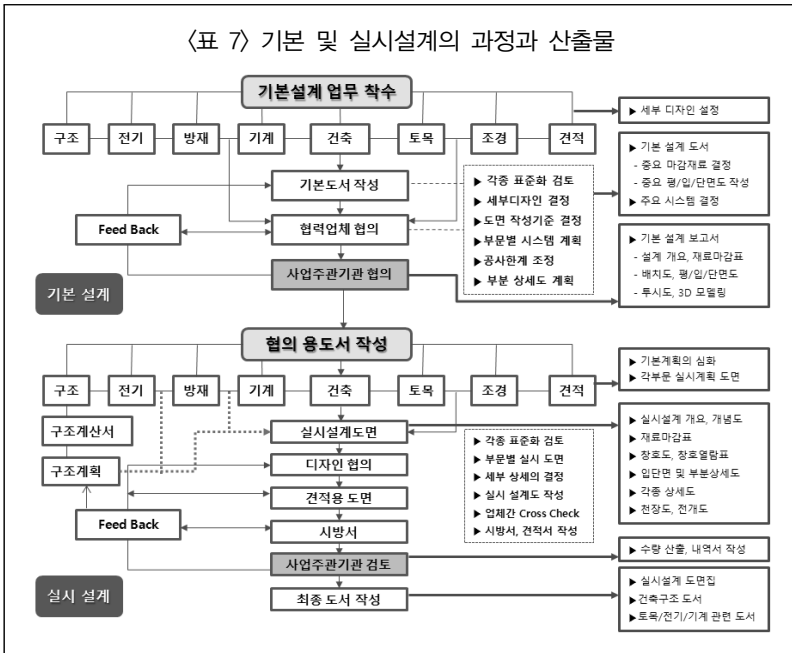 〈표 7〉 기본 및 실시설계의 과정과 산출물
기본설계 업무 착수
▶ 세부 디자인 설정
구조
전기
방재
기계
건축
토목
조경
견적
▶ 기본 설계 도서
- 중요 마감재료 결정
- 중요 평/입/단면도 작성
▶ 주요 시스템 결정
기본도서 작성
▶ 각종 표준화 검토
▶ 세부디자인 결정
▶도면 작성기준 결정
▶부문별 시스템 계획
▶공사한계 조정
▶ 부분 상세도 계획
Feed Back
협력업체 협의
▶ 기본 설계 보고서
- 설계 개요, 재료마감표
- 배치도, 평/입/단면도
- 투시도, 3D 모델링
사업주관기관 협의
기본 설계
협의 용도서 작성
▶ 기본계획의 심화
▶ 각부문 실시계획 도면
구조
전기
방재
기계
건축
토목
조경
견적
구조계산서
실시설계도면
▶ 각종 표준화 검토
▶ 부문별 실시 도면
▶ 세부 상세의 결정
▶ 실시 설계도 작성
▶ 업체간 Cross Check
▶ 시방서, 견적서 작성
▶ 실시설계 개요, 개념도
▶ 재료마감표
▶ 창호도, 창호열람표
▶ 입단면 및 부분상세도
▶ 각종 상세도
▶ 천장도, 전개도
구조계획
디자인 협의
견적용 도면
Feed Back
시방서
사업주관기관 검토
▶ 수량 산출, 내역서 작성
실시 설계
최종 도서 작성
▶ 실시설계 도면집
▶건축구조 도서
▶토목/전기/기계 관련 도서